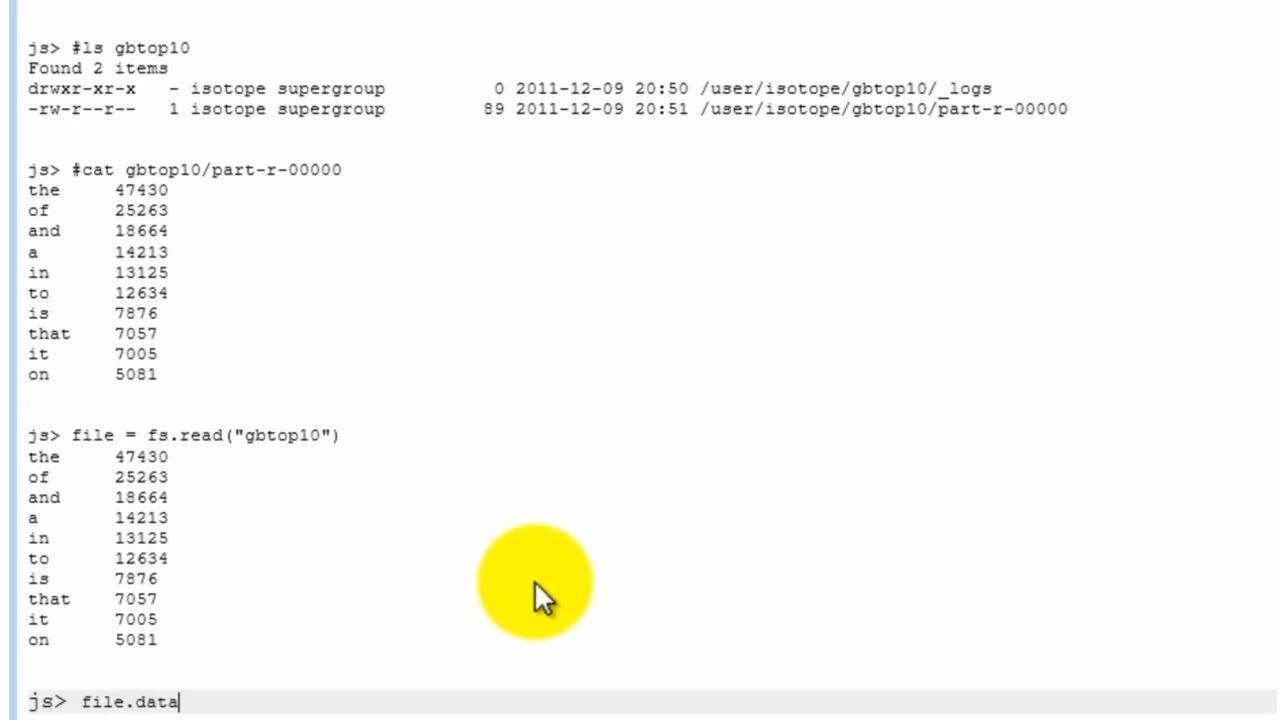 js> #ls gbtop10
Found 2 items
drwxr-xr-x   - isotope supergroup          0 2011-12-09 20:50 /user/isotope/gbtop10/_logs
-rw-r--r--   1 isotope supergroup         89 2011-12-09 20:51 /user/isotope/gbtop10/part-r-00000
js> #cat gbtop10/part-r-00000
the     47430
of      25263
and     18664
a       14213
in      13125
to      12634
is      7876
that    7057
it      7005
on      5081
js> file = fs.read("gbtop10")
the     47430
of      25263
and     18664
a       14213
in      13125
to      12634
is      7876
that    7057
it      7005
on      5081
js> file.data